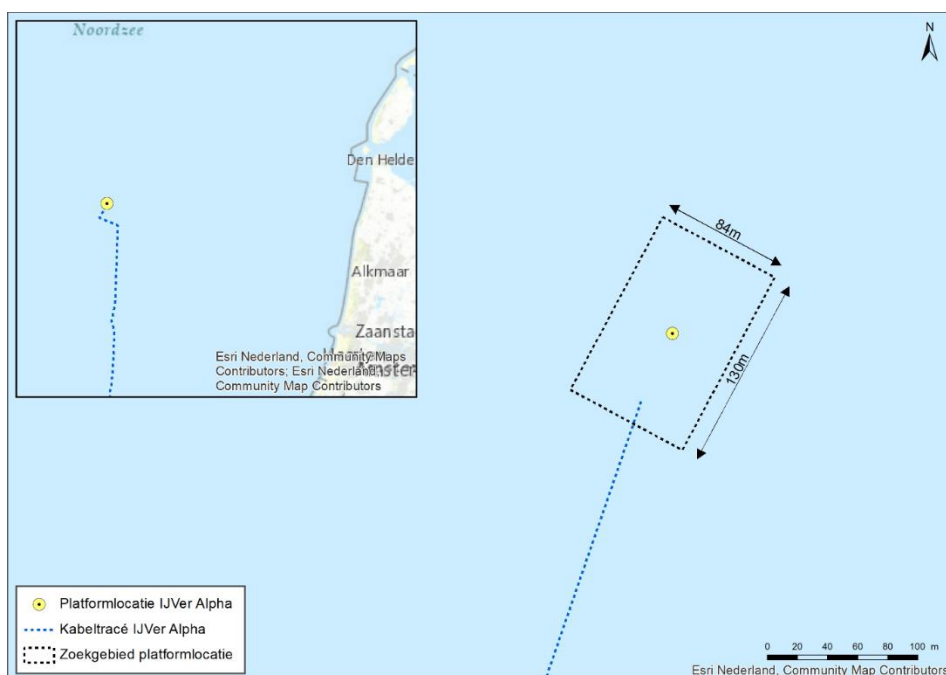 Noordzee
Den Helde
Alkmaar
Zaansta
Esri Nederland, Community Maps
Contributors; Esri Nederland,
Community Map Contributors
N
84m
130m
Platformlocatie IJVer Alpha
Kabeltracé IJVer Alpha
Zoekgebied platformlocatie
0 20 40 60 80 100 m
Esri Nederland, Community Map Contributors